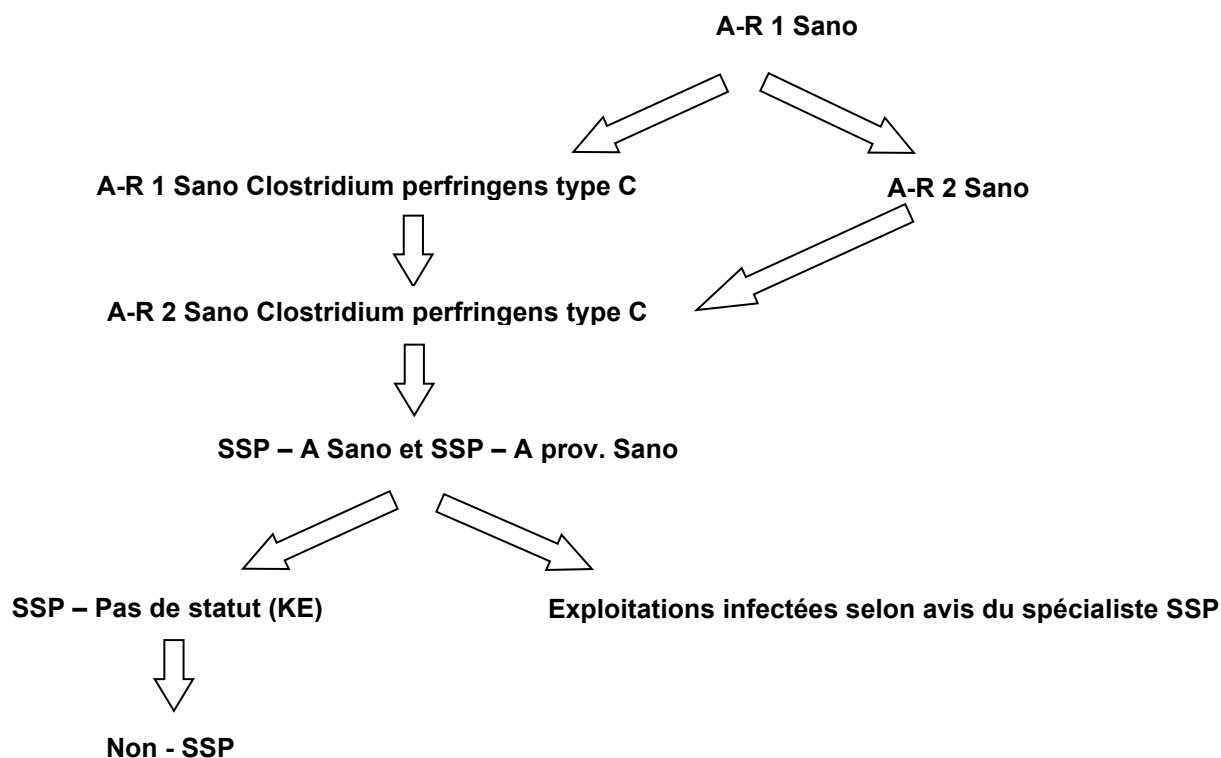 A-R 1 Sano
A-R 1 Sano Clostridium perfringens type C
A-R 2 Sano
A-R 2 Sano Clostridium perfringens type C
SSP – A Sano et SSP – A prov. Sano
SSP – Pas de statut (KE)
Exploitations infectées selon avis du spécialiste SSP
Non - SSP